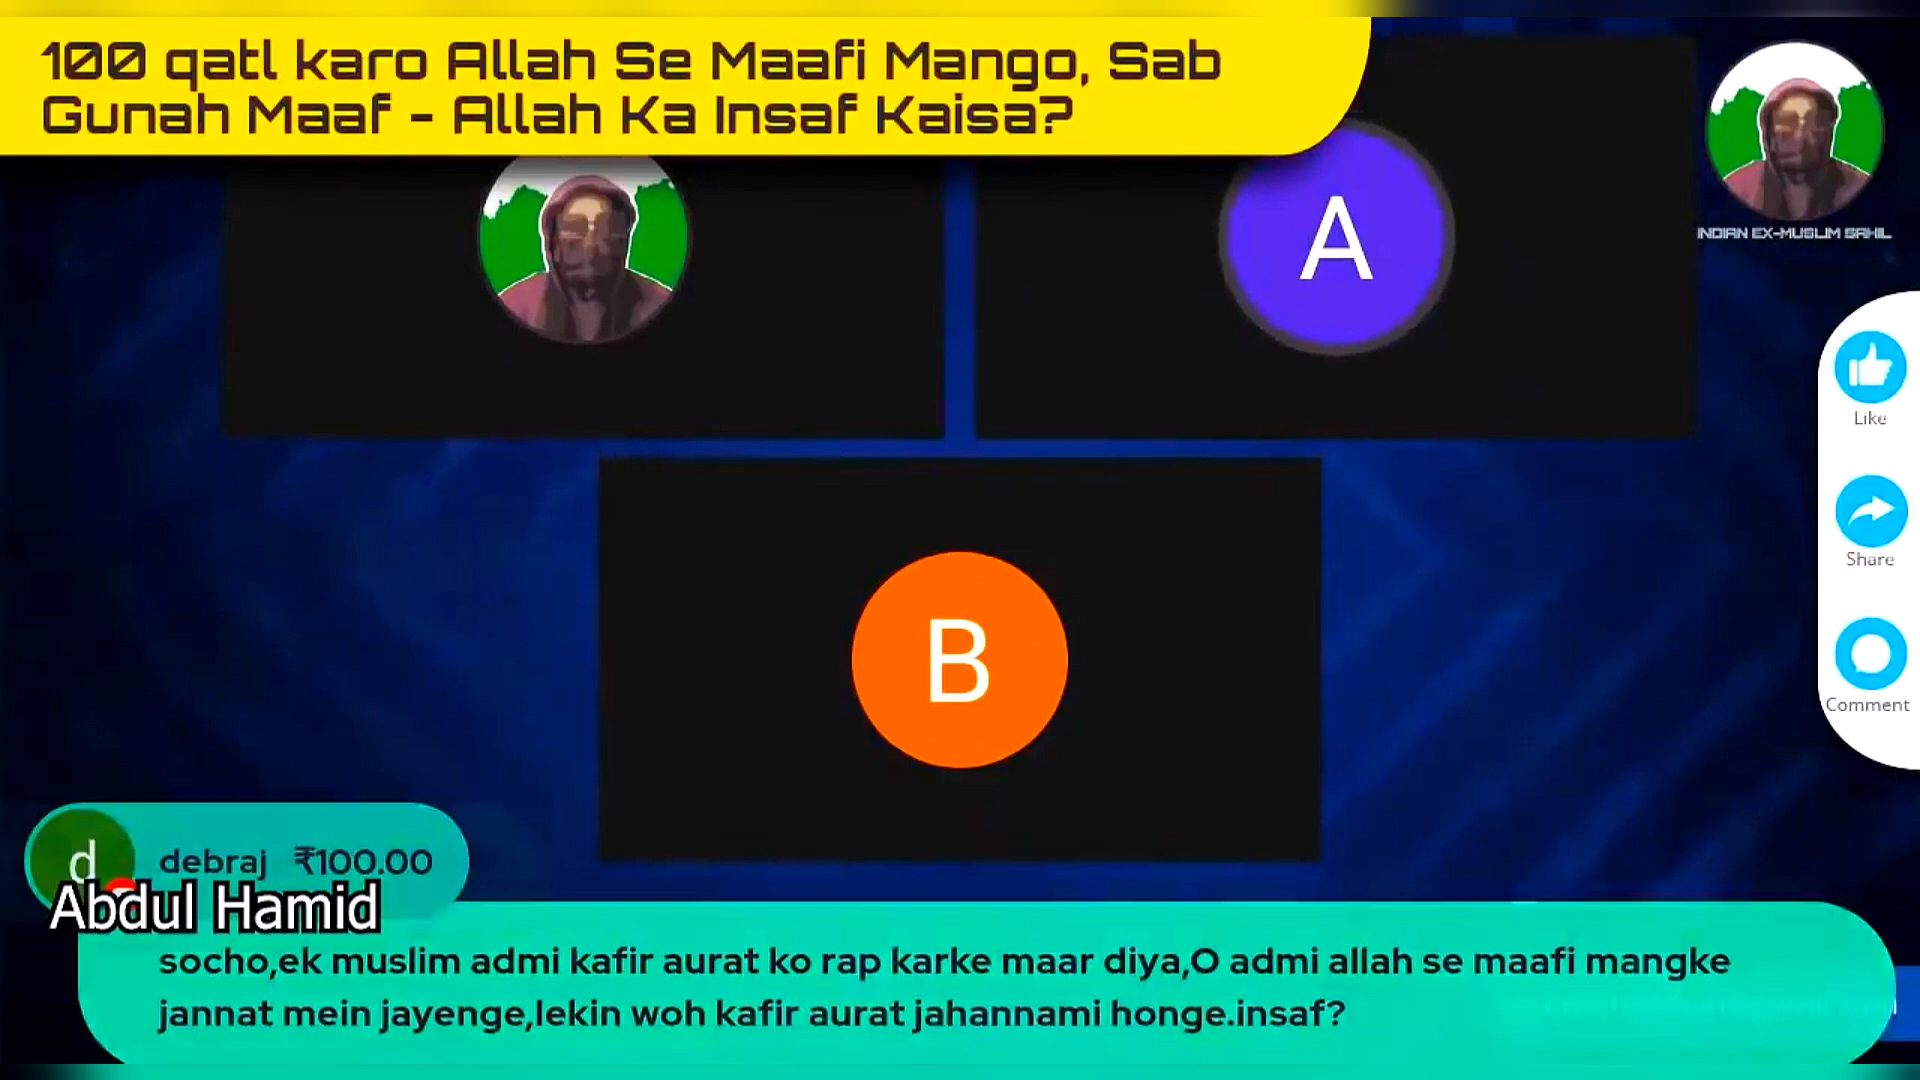 100 qatl karo Allah Se Maafi Mango, Sab
Gunah Maaf - Allah Ka Insaf Kaisa?
INDIAN EX-MUSLIM SAHIL
A
Like
Share
B
Comment
d
debraj ₹100.00
Abdul Hamid
socho,ek muslim admi kafir aurat ko rap karke maar diya,O admi allah se maafi mangke
jannat mein jayenge,lekin woh kafir aurat jahannami honge.insaf?